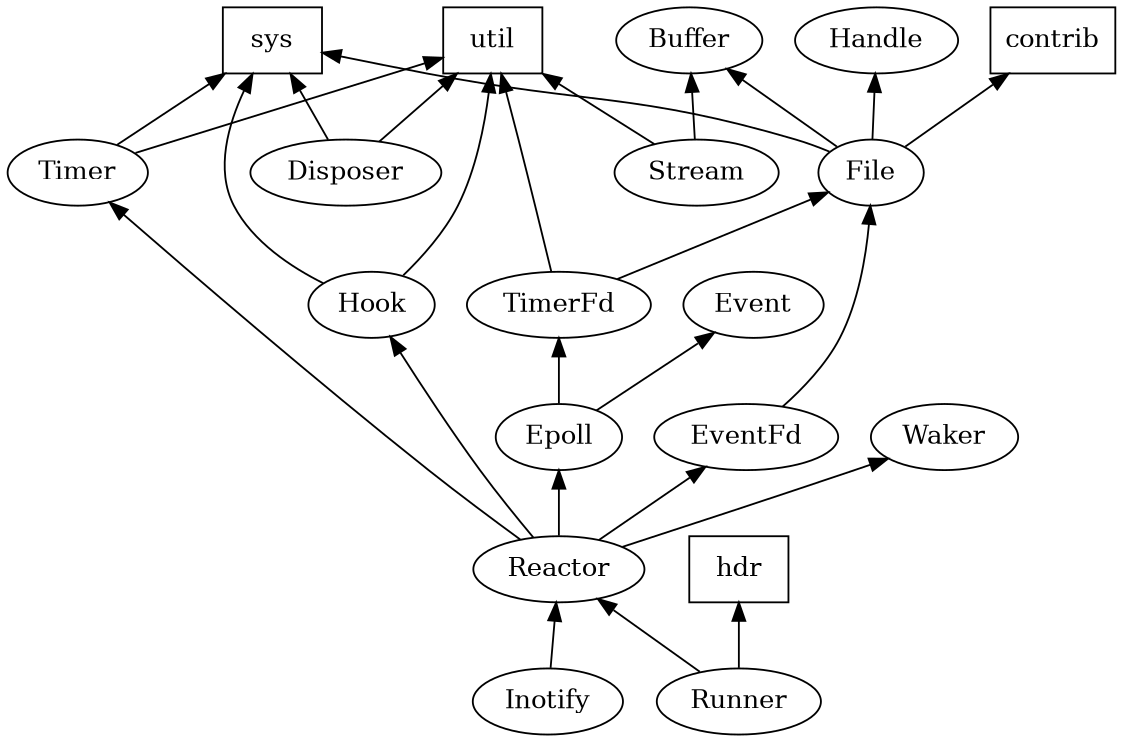 sys
util
Buffer
Handle
contrib
Timer
Disposer
Stream
File
Hook
TimerFd
Event
Epoll
EventFd
Waker
Reactor
hdr
Inotify
Runner